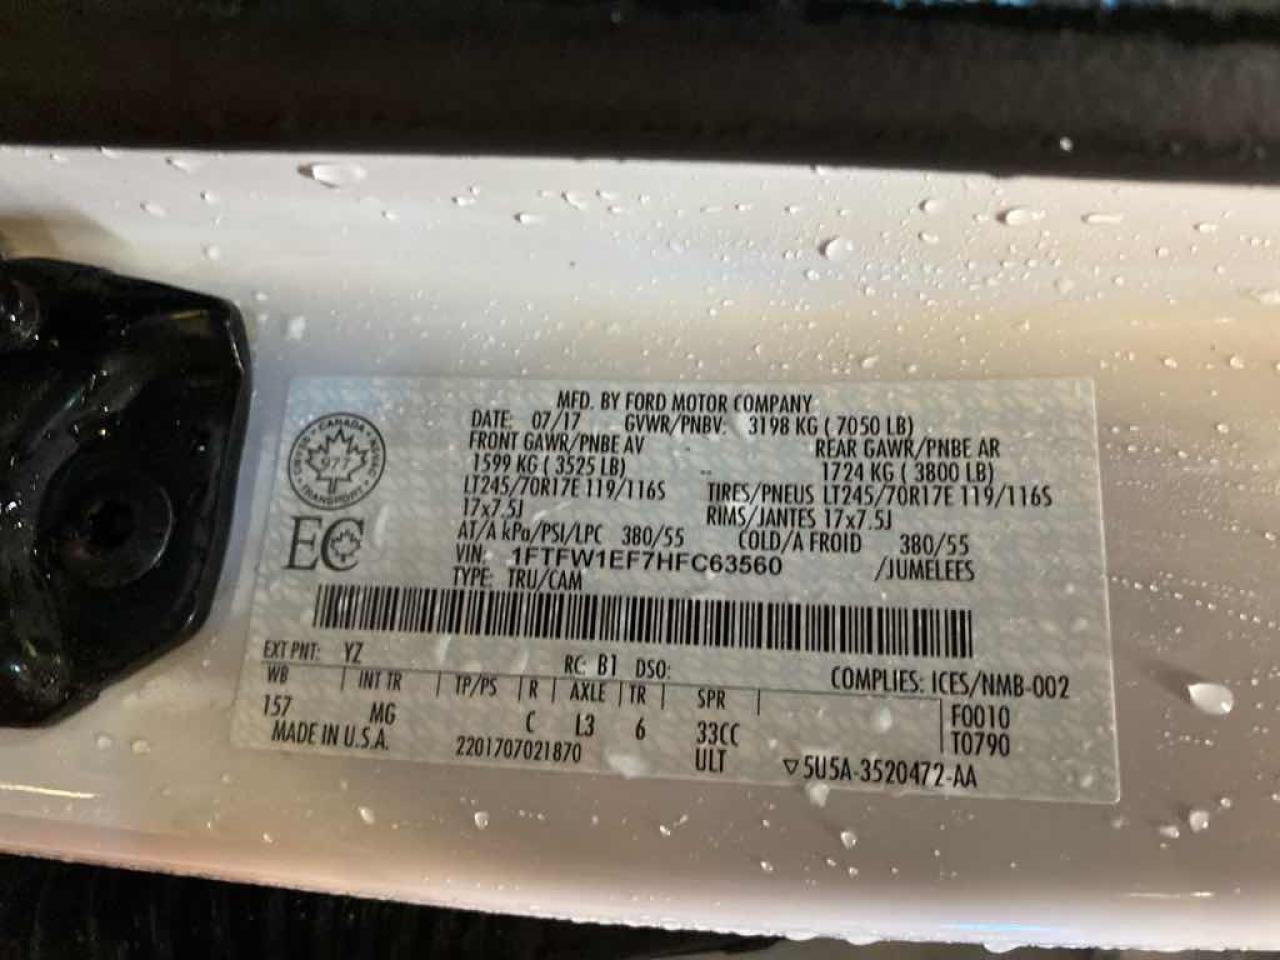 MFD. BY FORD MOTOR COMPANY
DATE: 07/17 GVWR/PNBV: 3198 KG ( 7050 LB)
FRONT GAWR/PNBE AV REAR GAWR/PNBE AR
1599 KG ( 3525 LB) -- 1724 KG ( 3800 LB)
LT245/70R17E 119/116S TIRES/PNEUS LT245/70R17E 119/116S
17x7.5J RIMS/JANTES 17x7.5J
AT/A kPa/PSI/LPC 380/55 COLD/A FROID 380/55
VIN: 1FTFW1EF7HFC63560 /JUMELEES
TYPE: TRU/CAM
CANADA
977
TRANSPORT
EC
EXT PNT: YZ RC: B1 DSO:
COMPLIES: ICES/NMB-002
WB | INT TR | TP/PS | R | AXLE | TR | SPR |
157 MG C L3 6 33CC F0010
MADE IN U.S.A. 2201707021870 ULT T0790
▽5U5A-3520472-AA